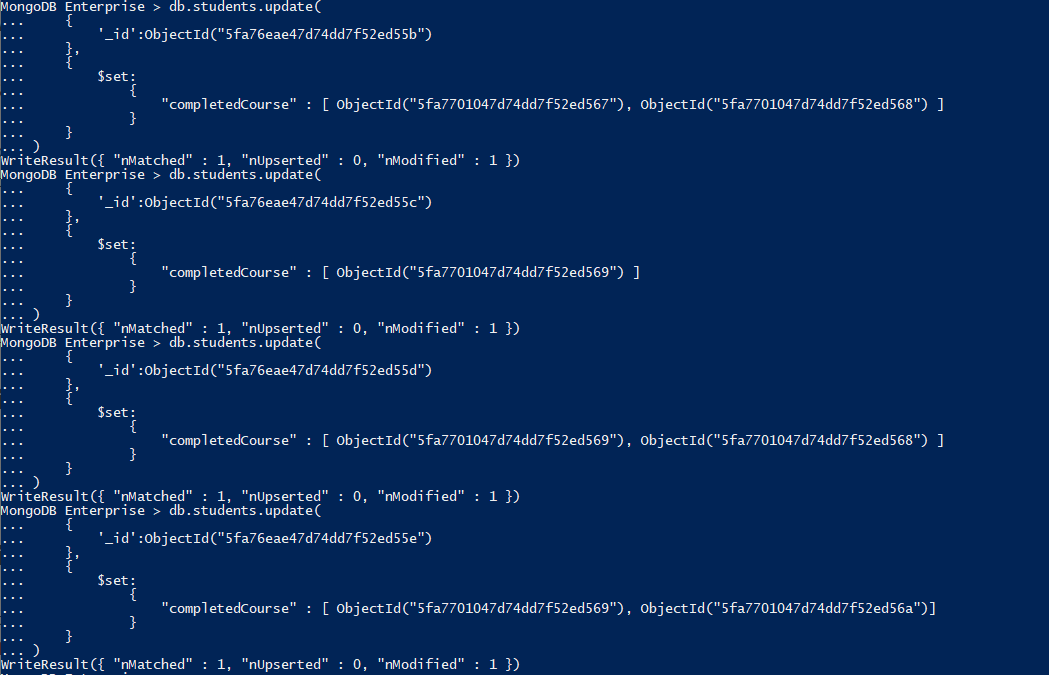 MongoDB Enterprise > db.students.update(
...     {
...         '_id':ObjectId("5fa76eae47d74dd7f52ed55b")
...     },
...     {
...         $set:
...             {
...                 "completedCourse" : [ ObjectId("5fa7701047d74dd7f52ed567"), ObjectId("5fa7701047d74dd7f52ed568") ]
...             }
...     }
... )
WriteResult({ "nMatched" : 1, "nUpserted" : 0, "nModified" : 1 })
MongoDB Enterprise > db.students.update(
...     {
...         '_id':ObjectId("5fa76eae47d74dd7f52ed55c")
...     },
...     {
...         $set:
...             {
...                 "completedCourse" : [ ObjectId("5fa7701047d74dd7f52ed569") ]
...             }
...     }
... )
WriteResult({ "nMatched" : 1, "nUpserted" : 0, "nModified" : 1 })
MongoDB Enterprise > db.students.update(
...     {
...         '_id':ObjectId("5fa76eae47d74dd7f52ed55d")
...     },
...     {
...         $set:
...             {
...                 "completedCourse" : [ ObjectId("5fa7701047d74dd7f52ed569"), ObjectId("5fa7701047d74dd7f52ed568") ]
...             }
...     }
... )
WriteResult({ "nMatched" : 1, "nUpserted" : 0, "nModified" : 1 })
MongoDB Enterprise > db.students.update(
...     {
...         '_id':ObjectId("5fa76eae47d74dd7f52ed55e")
...     },
...     {
...         $set:
...             {
...                 "completedCourse" : [ ObjectId("5fa7701047d74dd7f52ed569"), ObjectId("5fa7701047d74dd7f52ed56a")]
...             }
...     }
... )
WriteResult({ "nMatched" : 1, "nUpserted" : 0, "nModified" : 1 })